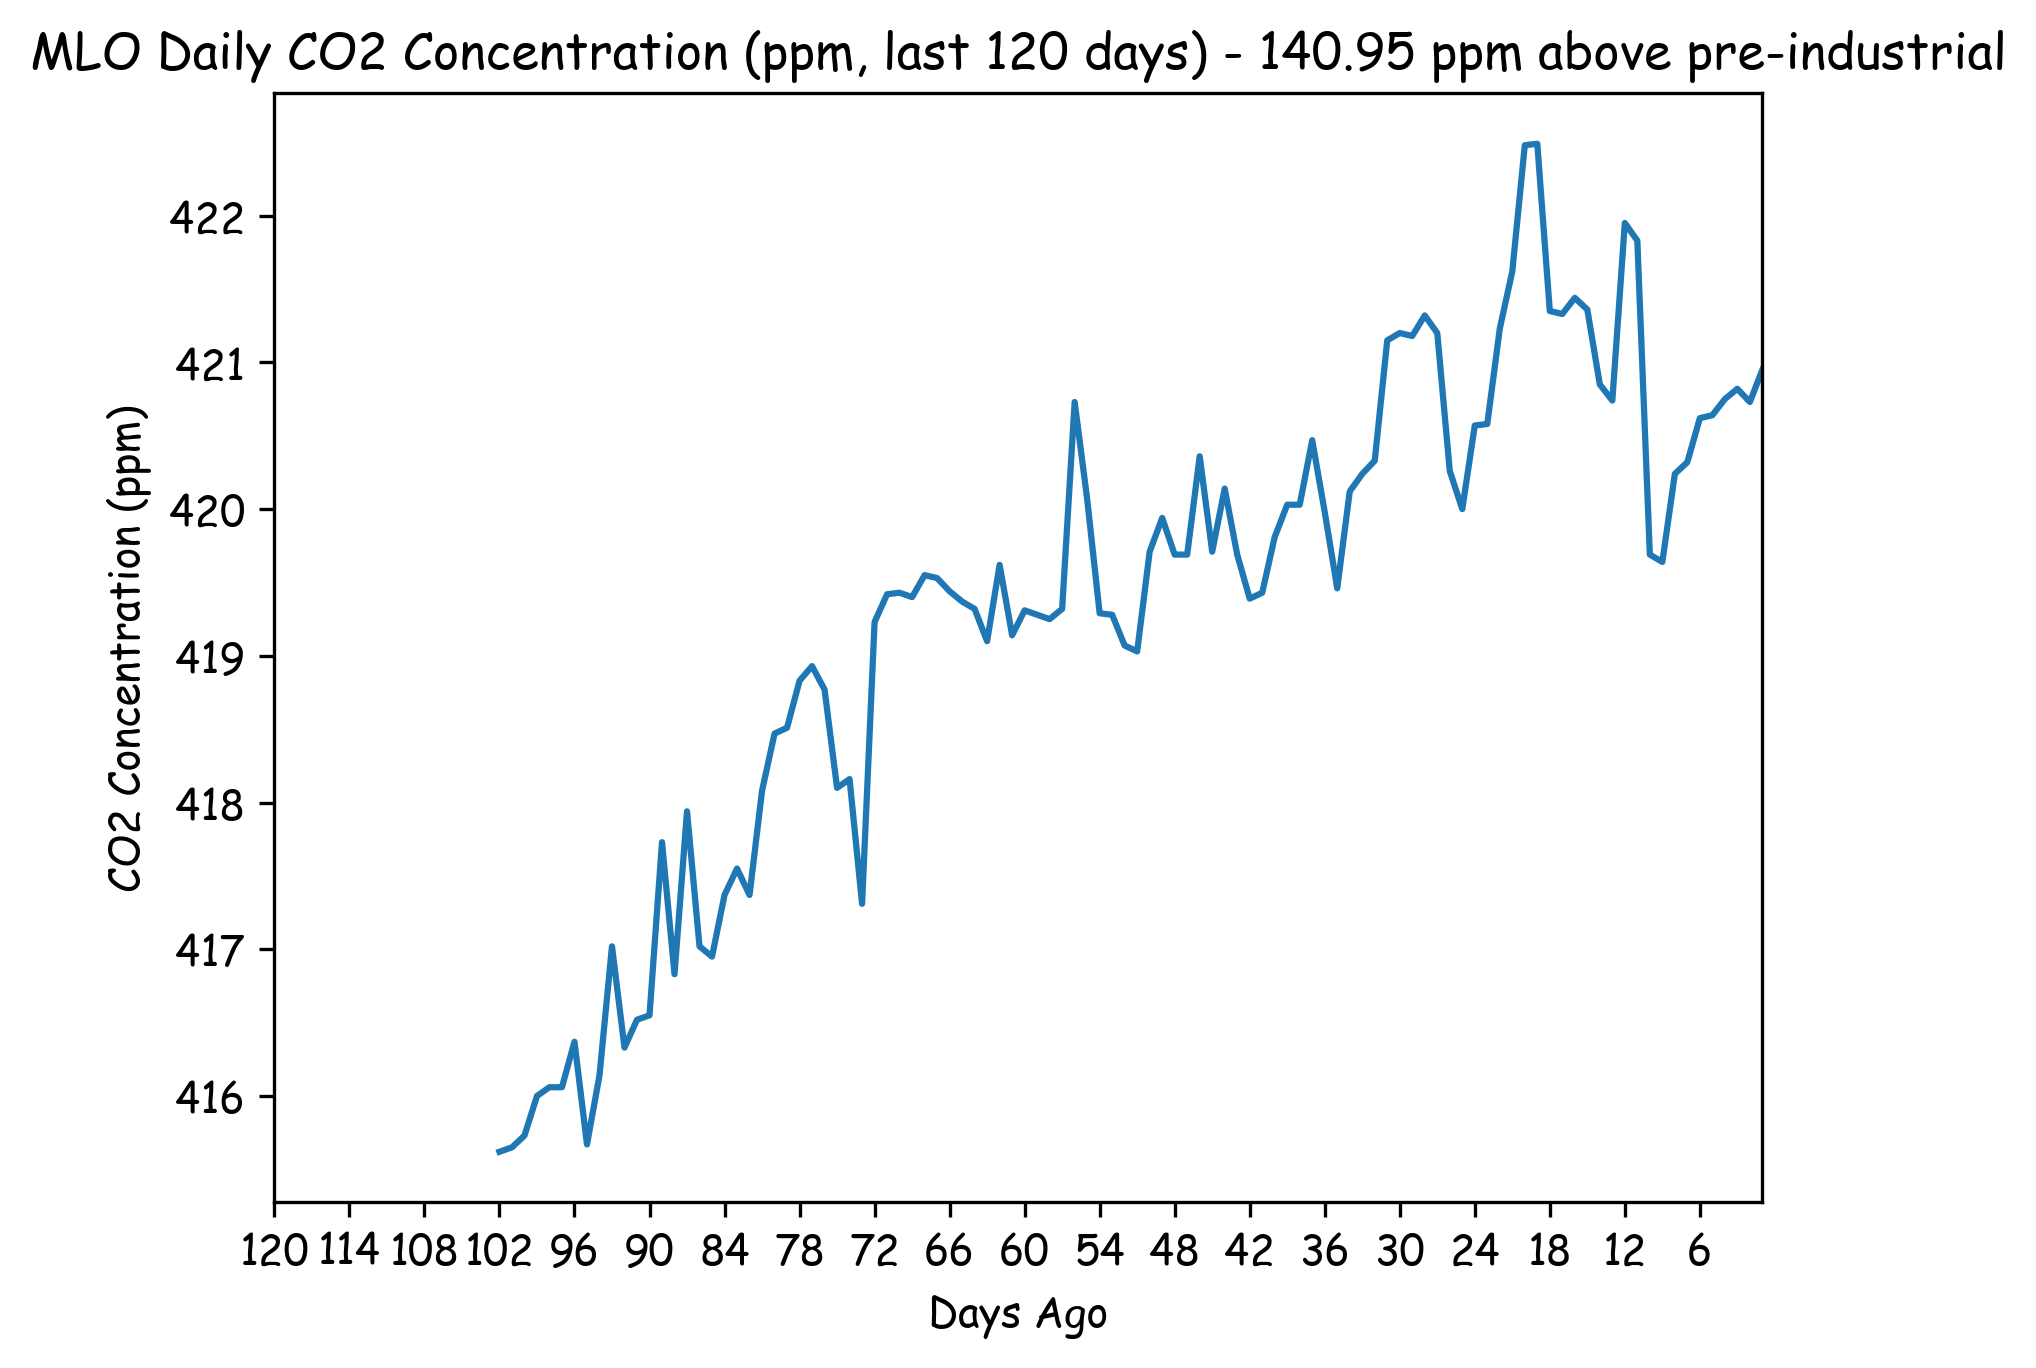 MLO Daily CO2 Concentration (ppm, last 120 days) - 140.95 ppm above pre-industrial
CO2 Concentration (ppm)
422
421
420
419
418
417
416
120 114 108 102 96 90 84 78 72 66 60 54 48 42 36 30 24 18 12 6
Days Ago